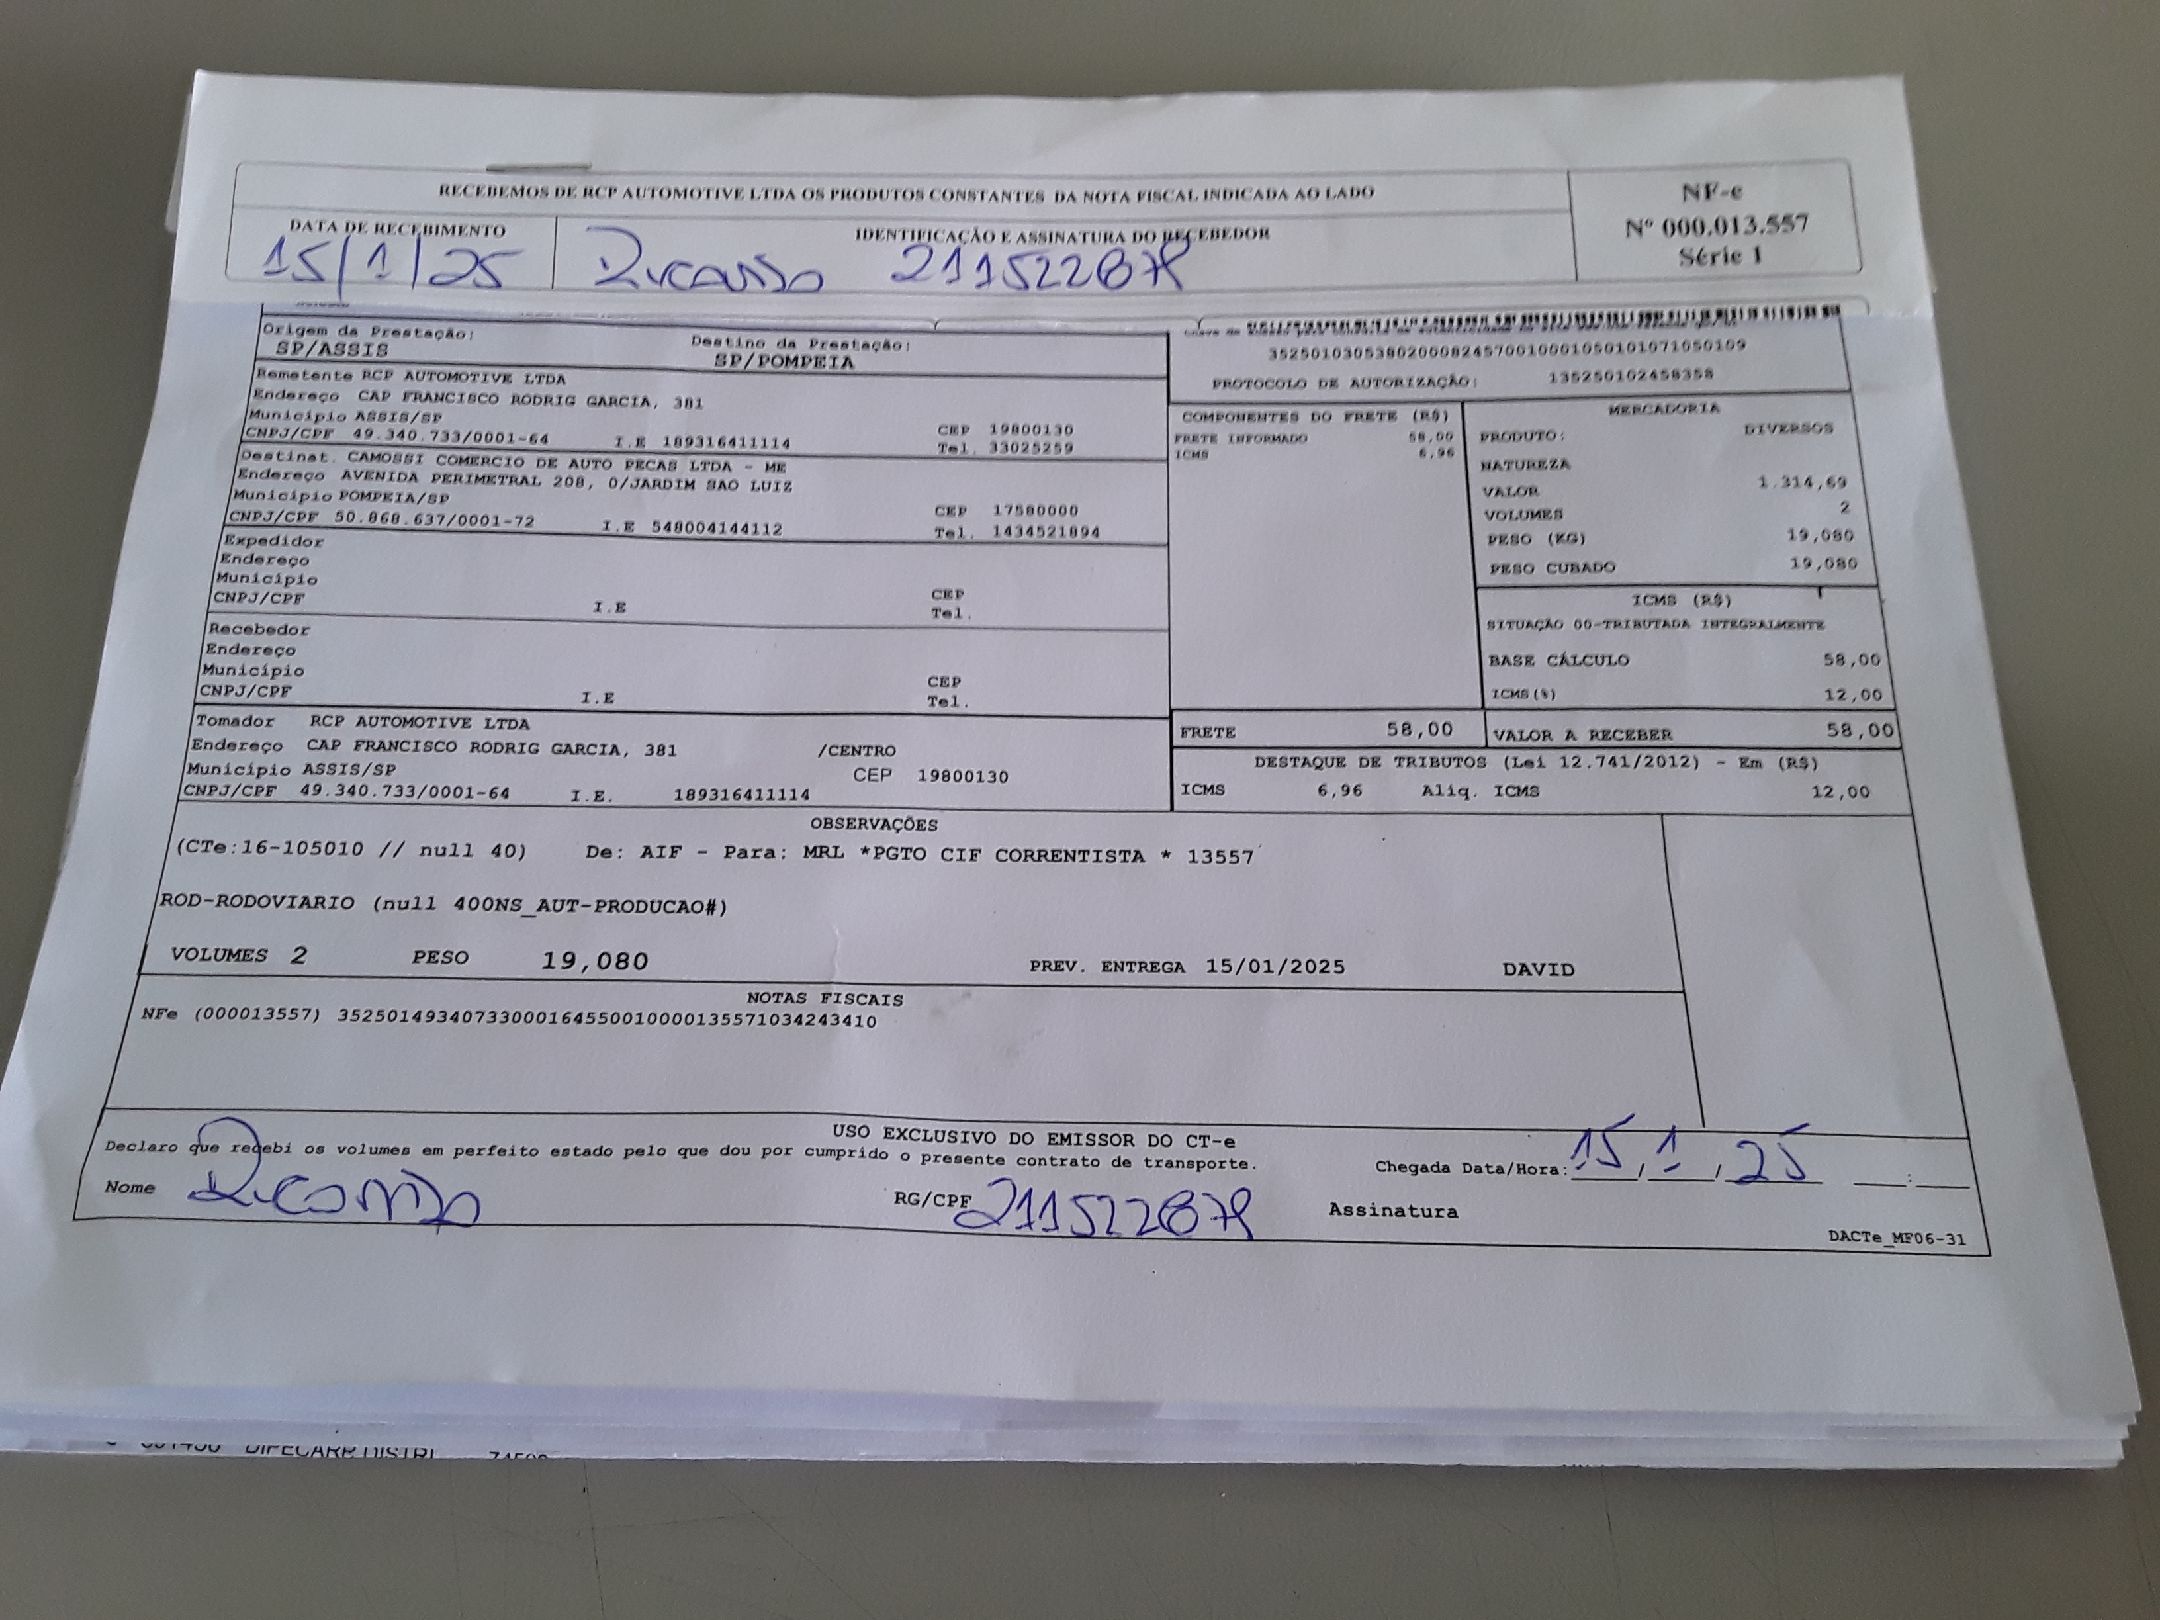 RECEBEMOS DE RCP AUTOMOTIVE LTDA OS PRODUTOS CONSTANTES DA NOTA FISCAL INDICADA AO LADO
NF-e
Nº 000.013.557
Série 1
DATA DE RECEBIMENTO
15/1/25
IDENTIFICAÇÃO E ASSINATURA DO RECEBEDOR
Ricardo 211522878
Origem da Prestação:
SP/ASSIS
Destino da Prestação:
SP/POMPEIA
35250103053802000824570010001050101071050109
PROTOCOLO DE AUTORIZAÇÃO: 135250102458358
Remetente RCP AUTOMOTIVE LTDA
Endereço CAP FRANCISCO RODRIG GARCIA, 381
Município ASSIS/SP CEP 19800130
CNPJ/CPF 49.340.733/0001-64 I.E 189316411114 Tel. 33025259
Destinat. CAMOSSI COMERCIO DE AUTO PECAS LTDA - ME
Endereço AVENIDA PERIMETRAL 208, 0/JARDIM SAO LUIZ
Município POMPEIA/SP CEP 17580000
CNPJ/CPF 50.868.637/0001-72 I.E 548004144112 Tel. 1434521894
Expedidor
Endereço
Município CEP
CNPJ/CPF I.E Tel.
Recebedor
Endereço
Município CEP
CNPJ/CPF I.E Tel.
Tomador RCP AUTOMOTIVE LTDA
Endereço CAP FRANCISCO RODRIG GARCIA, 381 /CENTRO
Município ASSIS/SP CEP 19800130
CNPJ/CPF 49.340.733/0001-64 I.E. 189316411114
COMPONENTES DO FRETE (R$)
FRETE INFORMADO 58,00
ICMS 6,96
MERCADORIA
PRODUTO: DIVERSOS
NATUREZA
VALOR 1.314,69
VOLUMES 2
PESO (KG) 19,080
PESO CUBADO 19,080
ICMS (R$)
SITUAÇÃO 00-TRIBUTADA INTEGRALMENTE
BASE CÁLCULO 58,00
ICMS(%) 12,00
FRETE 58,00
VALOR A RECEBER 58,00
DESTAQUE DE TRIBUTOS (Lei 12.741/2012) - Em (R$)
ICMS 6,96 Aliq. ICMS 12,00
OBSERVAÇÕES
(CTe:16-105010 // null 40) De: AIF - Para: MRL *PGTO CIF CORRENTISTA * 13557
ROD-RODOVIARIO (null 400NS_AUT-PRODUCAO#)
VOLUMES 2 PESO 19,080 PREV. ENTREGA 15/01/2025 DAVID
NOTAS FISCAIS
NFe (000013557) 35250149340733000164550010000135571034243410
USO EXCLUSIVO DO EMISSOR DO CT-e
Declaro que recebi os volumes em perfeito estado pelo que dou por cumprido o presente contrato de transporte.
Chegada Data/Hora: 15/1/25 :
Nome Ricardo RG/CPF 211522878 Assinatura
DACTe_MF06-31